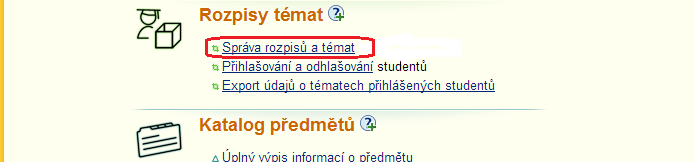 Rozpisy témat
Správa rozpisů a témat
Přihlašování a odhlašování studentů
Export údajů o tématech přihlášených studentů
Katalog předmětů
Úplný výpis informací o předmětu